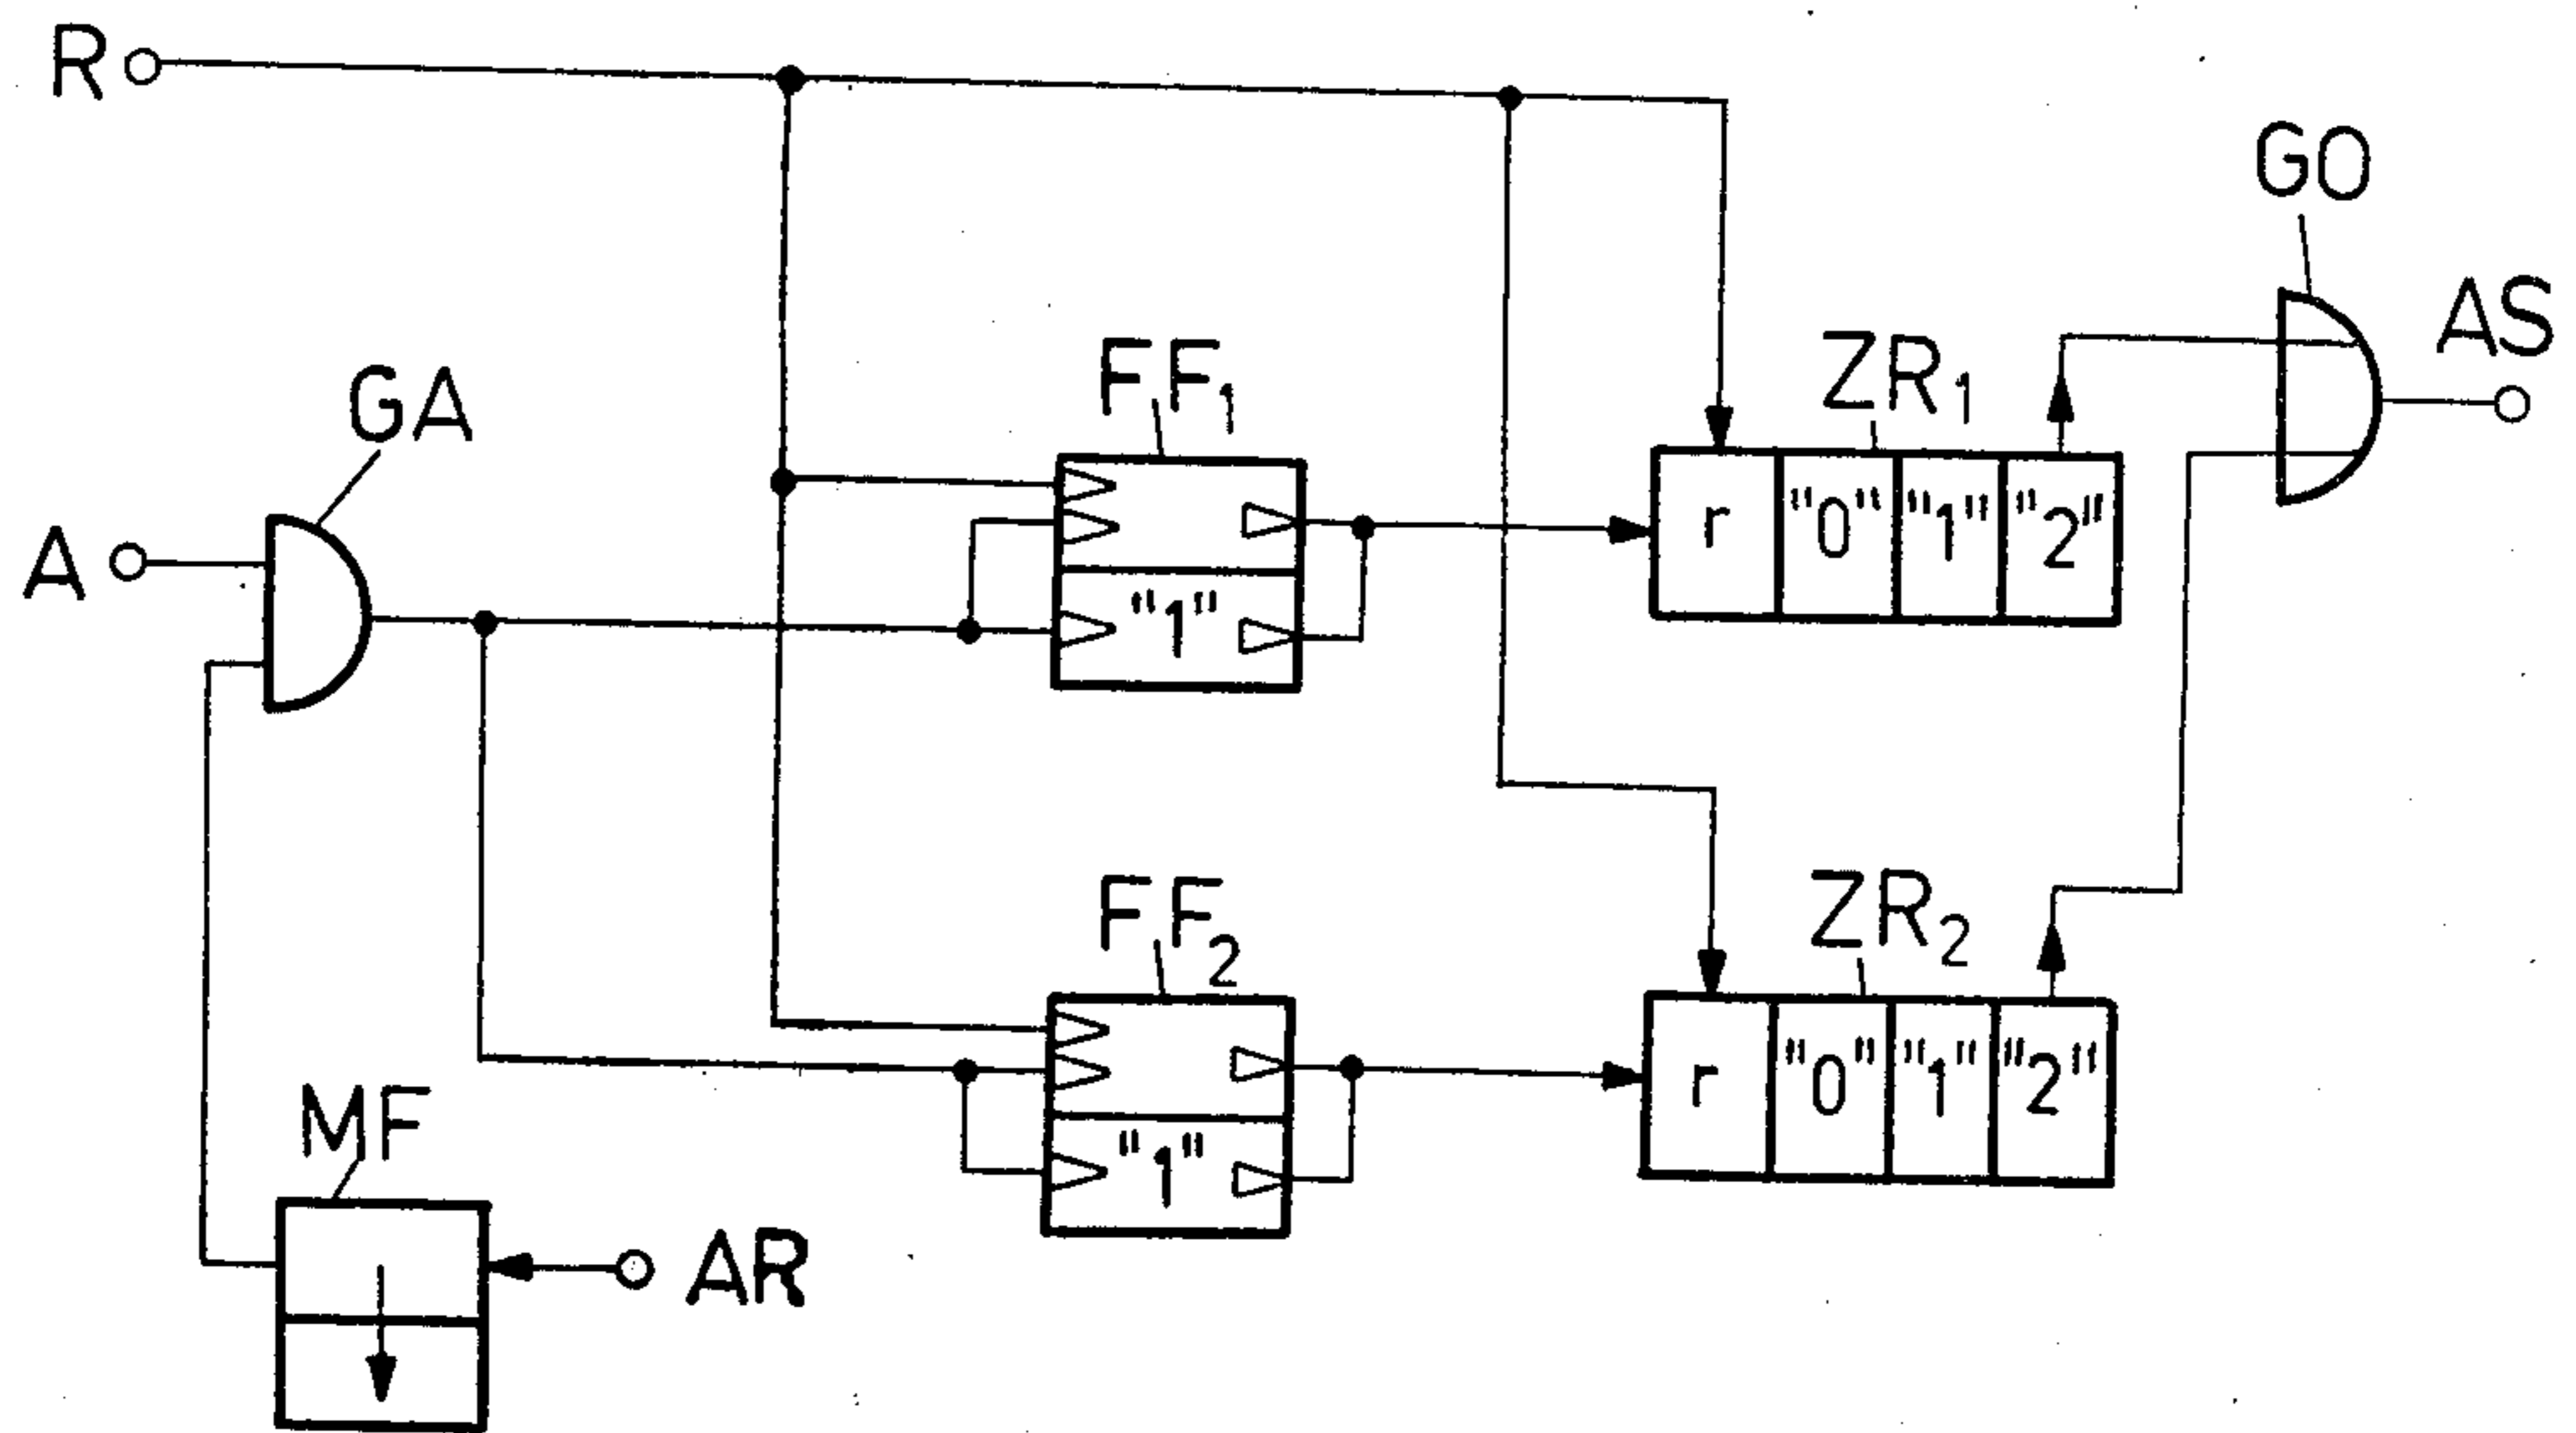 R
GO
AS
FF1
ZR1
GA
A
r "0" "1" "2"
"1"
FF2
ZR2
MF
r "0" "1" "2"
"1"
AR